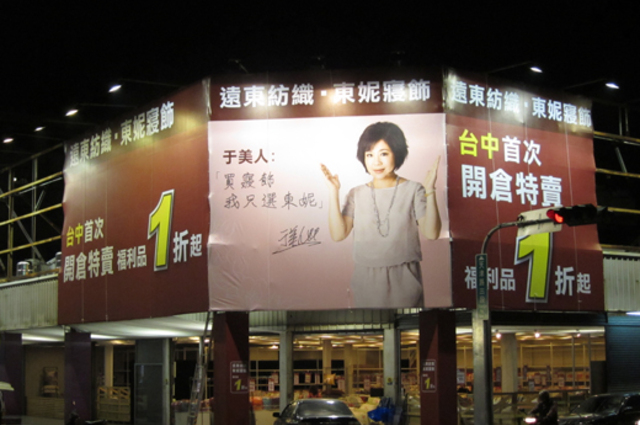 遠東紡織·東妮寢飾
台中首次
開倉特賣 福利品 1折起
遠東紡織·東妮寢飾
于美人：
「買寢飾
我只選東妮」
于美人
遠東紡織·東妮寢飾
台中首次
開倉特賣
福利品 1折起